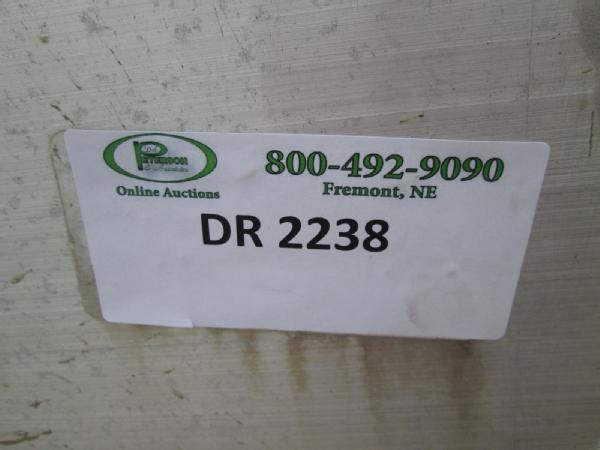 PETERSON
Online Auctions
800-492-9090
Fremont, NE
DR 2238